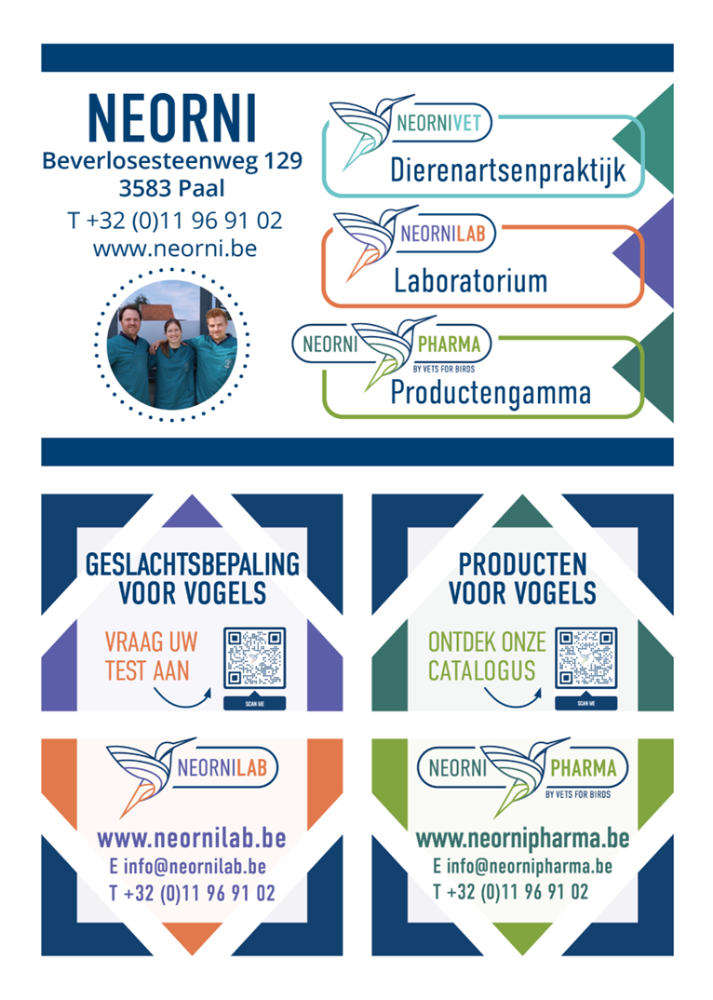 NEORNI
Beverlosesteenweg 129
3583 Paal
T +32 (0)11 96 91 02
www.neorni.be
NEORNIVET
Dierenartsenpraktijk
NEORNILAB
Laboratorium
NEORNI PHARMA
BY VETS FOR BIRDS
Productengamma
GESLACHTSBEPALING
VOOR VOGELS
VRAAG UW
TEST AAN
SCAN ME
NEORNILAB
www.neornilab.be
E info@neornilab.be
T +32 (0)11 96 91 02
PRODUCTEN
VOOR VOGELS
ONTDEK ONZE
CATALOGUS
SCAN ME
NEORNI PHARMA
BY VETS FOR BIRDS
www.neornipharma.be
E info@neornipharma.be
T +32 (0)11 96 91 02